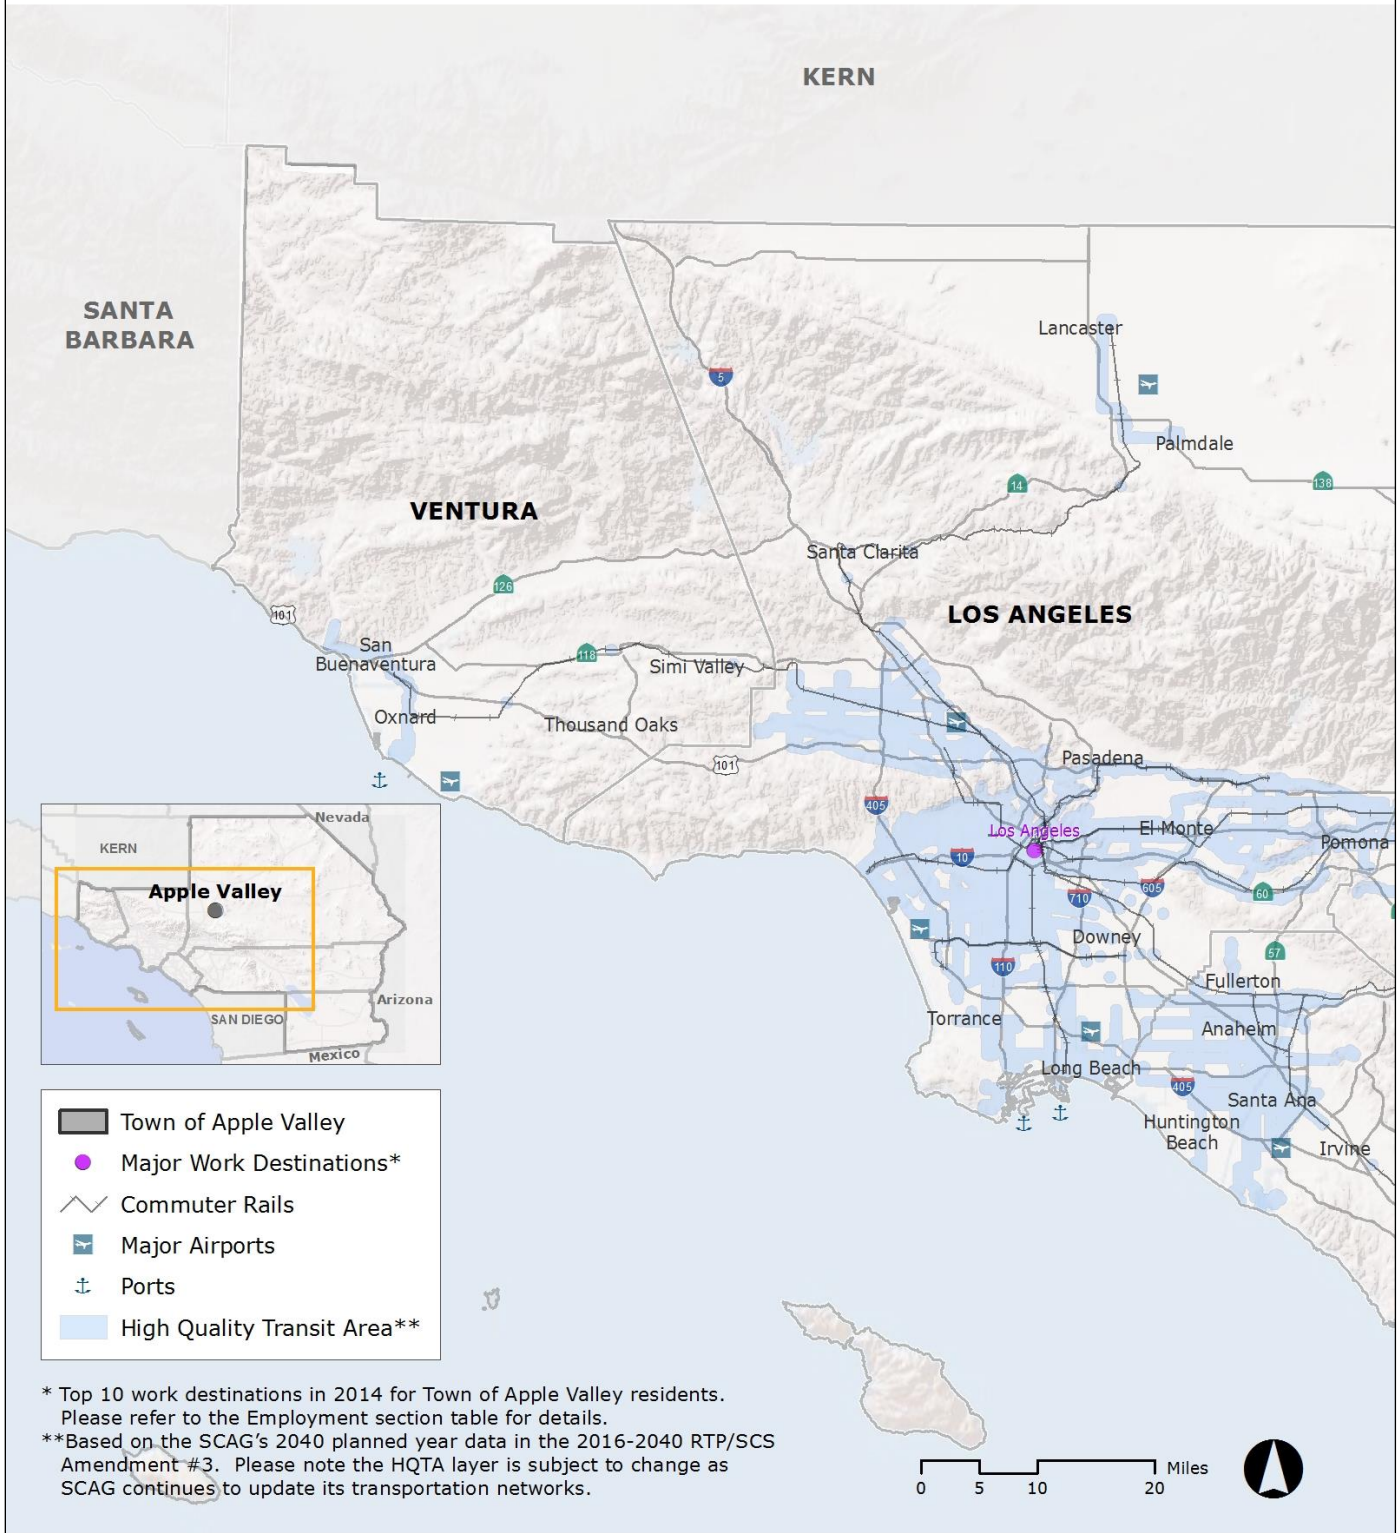 KERN
SANTA
BARBARA
Lancaster
5
Palmdale
14
138
VENTURA
Santa Clarita
126
101
LOS ANGELES
San
Buenaventura
118
Simi Valley
Oxnard
Thousand Oaks
101
Pasadena
405
Los Angeles
El Monte
Pomona
10
710
605
60
Downey
57
110
Fullerton
Torrance
Anaheim
Long Beach
405
Santa Ana
Huntington
Beach
Irvine
Nevada
KERN
Apple Valley
Arizona
SAN DIEGO
Mexico
Town of Apple Valley
Major Work Destinations*
Commuter Rails
Major Airports
Ports
High Quality Transit Area**
* Top 10 work destinations in 2014 for Town of Apple Valley residents.
Please refer to the Employment section table for details.
**Based on the SCAG’s 2040 planned year data in the 2016-2040 RTP/SCS
Amendment #3. Please note the HQTA layer is subject to change as
SCAG continues to update its transportation networks.
Miles
0 5 10 20